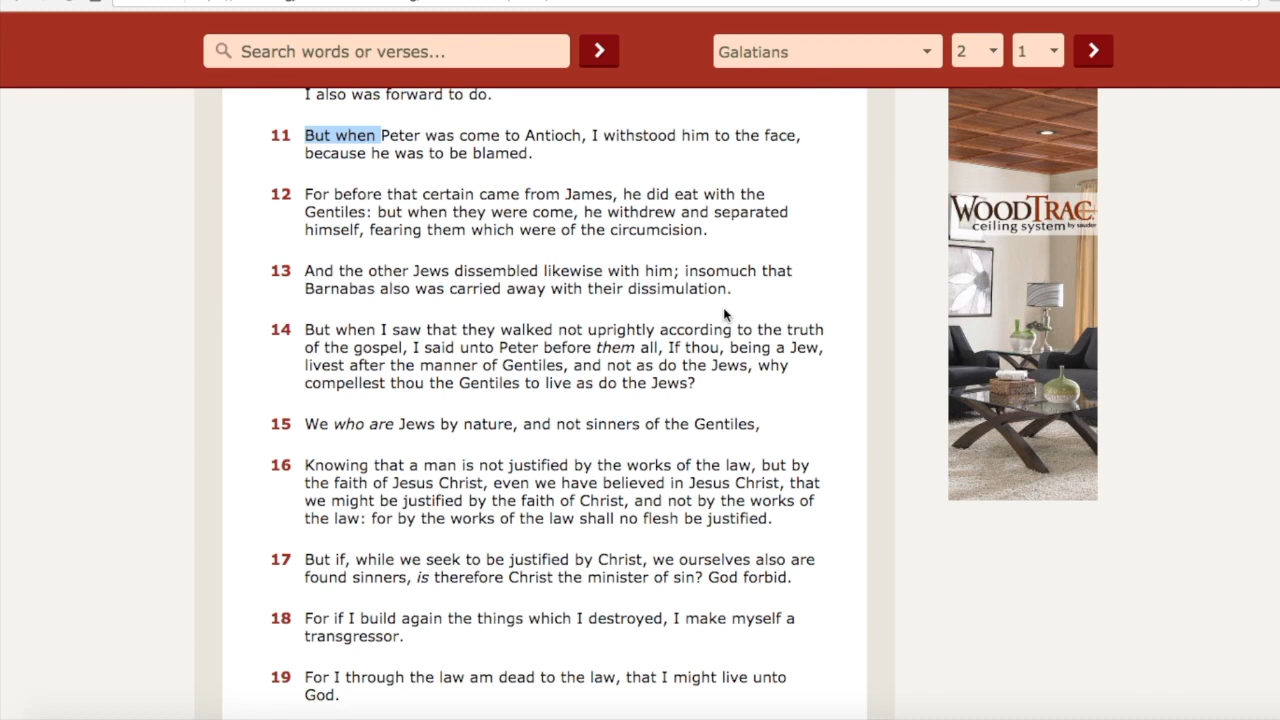 Search words or verses...
Galatians
2
1
I also was forward to do.
11 But when Peter was come to Antioch, I withstood him to the face,
because he was to be blamed.
12 For before that certain came from James, he did eat with the
Gentiles: but when they were come, he withdrew and separated
himself, fearing them which were of the circumcision.
13 And the other Jews dissembled likewise with him; insomuch that
Barnabas also was carried away with their dissimulation.
14 But when I saw that they walked not uprightly according to the truth
of the gospel, I said unto Peter before them all, If thou, being a Jew,
livest after the manner of Gentiles, and not as do the Jews, why
compellest thou the Gentiles to live as do the Jews?
15 We who are Jews by nature, and not sinners of the Gentiles,
16 Knowing that a man is not justified by the works of the law, but by
the faith of Jesus Christ, even we have believed in Jesus Christ, that
we might be justified by the faith of Christ, and not by the works of
the law: for by the works of the law shall no flesh be justified.
17 But if, while we seek to be justified by Christ, we ourselves also are
found sinners, is therefore Christ the minister of sin? God forbid.
18 For if I build again the things which I destroyed, I make myself a
transgressor.
19 For I through the law am dead to the law, that I might live unto
God.
WOODTRAC
ceiling system by sauder